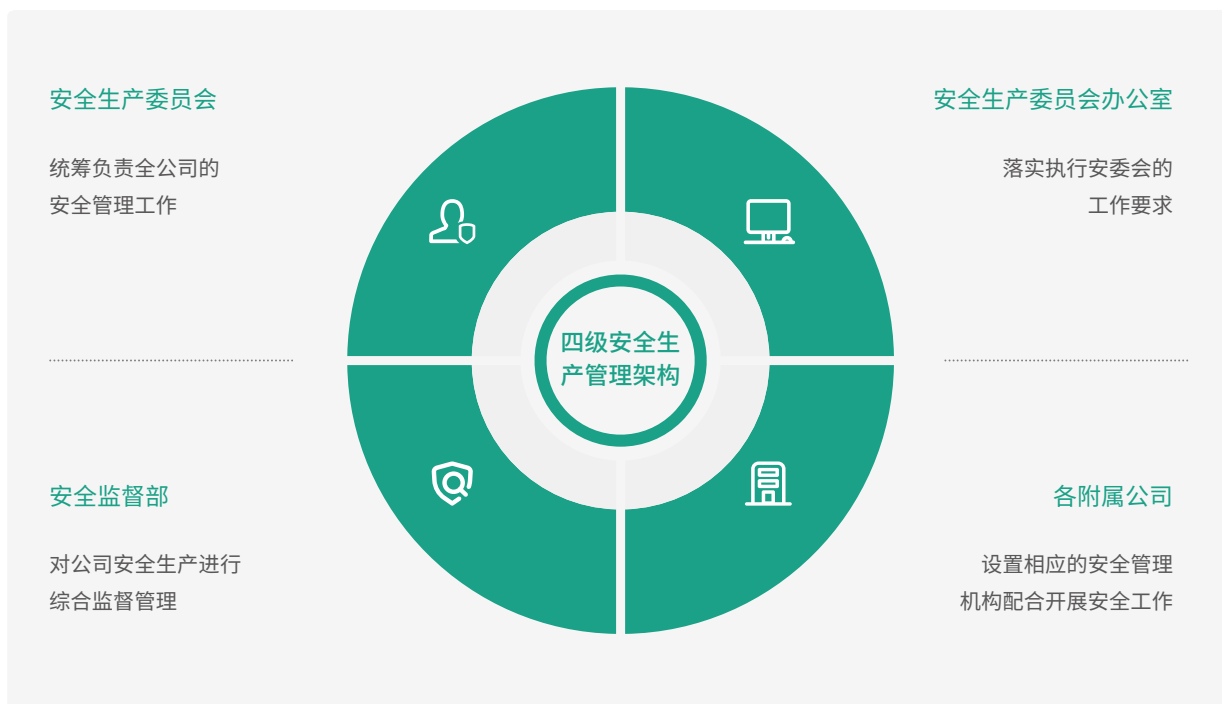 安全生产委员会
统筹负责全公司的
安全管理工作
安全生产委员会办公室
落实执行安委会的
工作要求
四级安全生
产管理架构
安全监督部
对公司安全生产进行
综合监督管理
各附属公司
设置相应的安全管理
机构配合开展安全工作